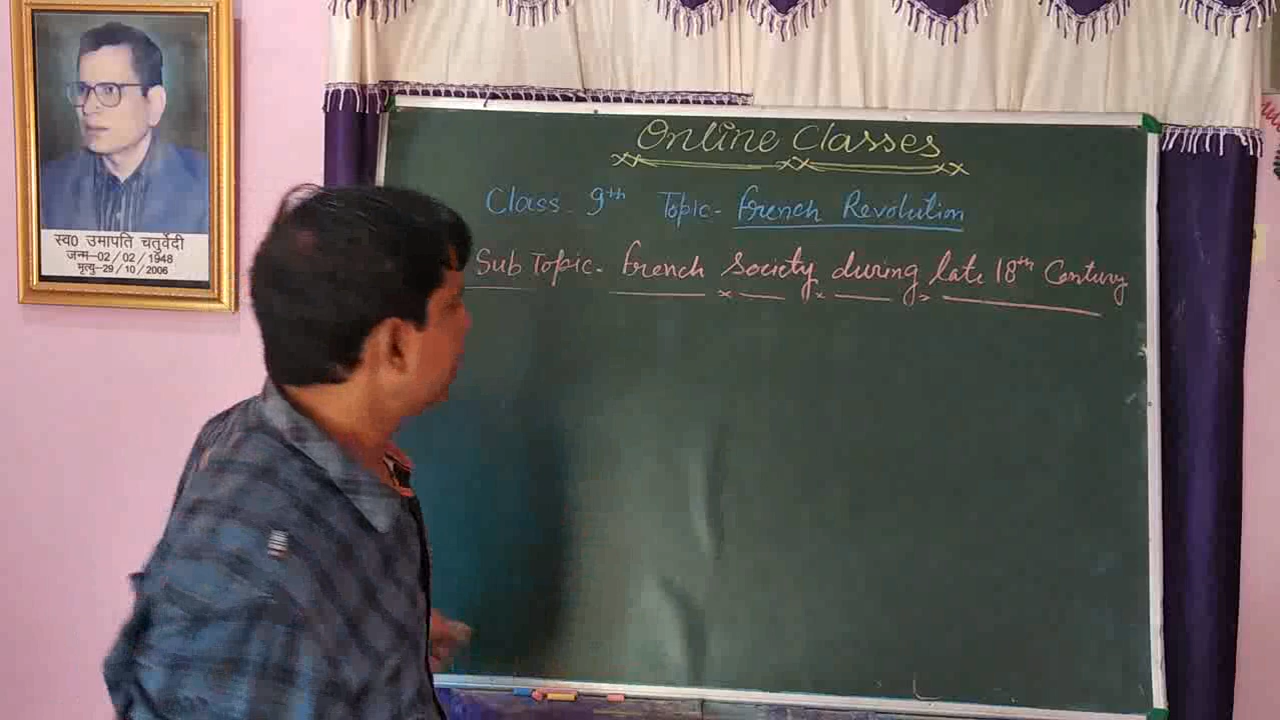 Online Classes
Class - 9th Topic - French Revolution
Sub Topic - French Society during late 18th Century
स्व0 उमापति चतुर्वेदी
जन्म-02/02/1948
मृत्यु-29/10/2006